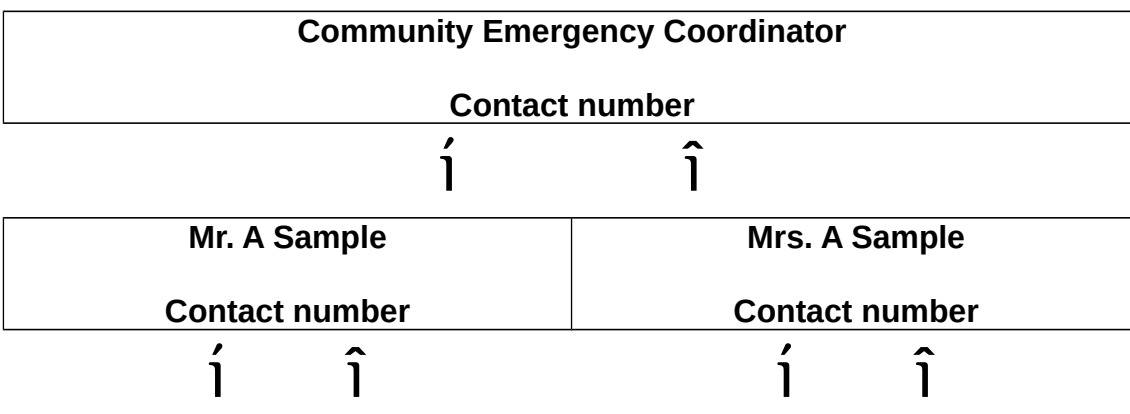 Community Emergency Coordinator
Contact number
í î
Mr. A Sample Mrs. A Sample
Contact number Contact number
í î í î